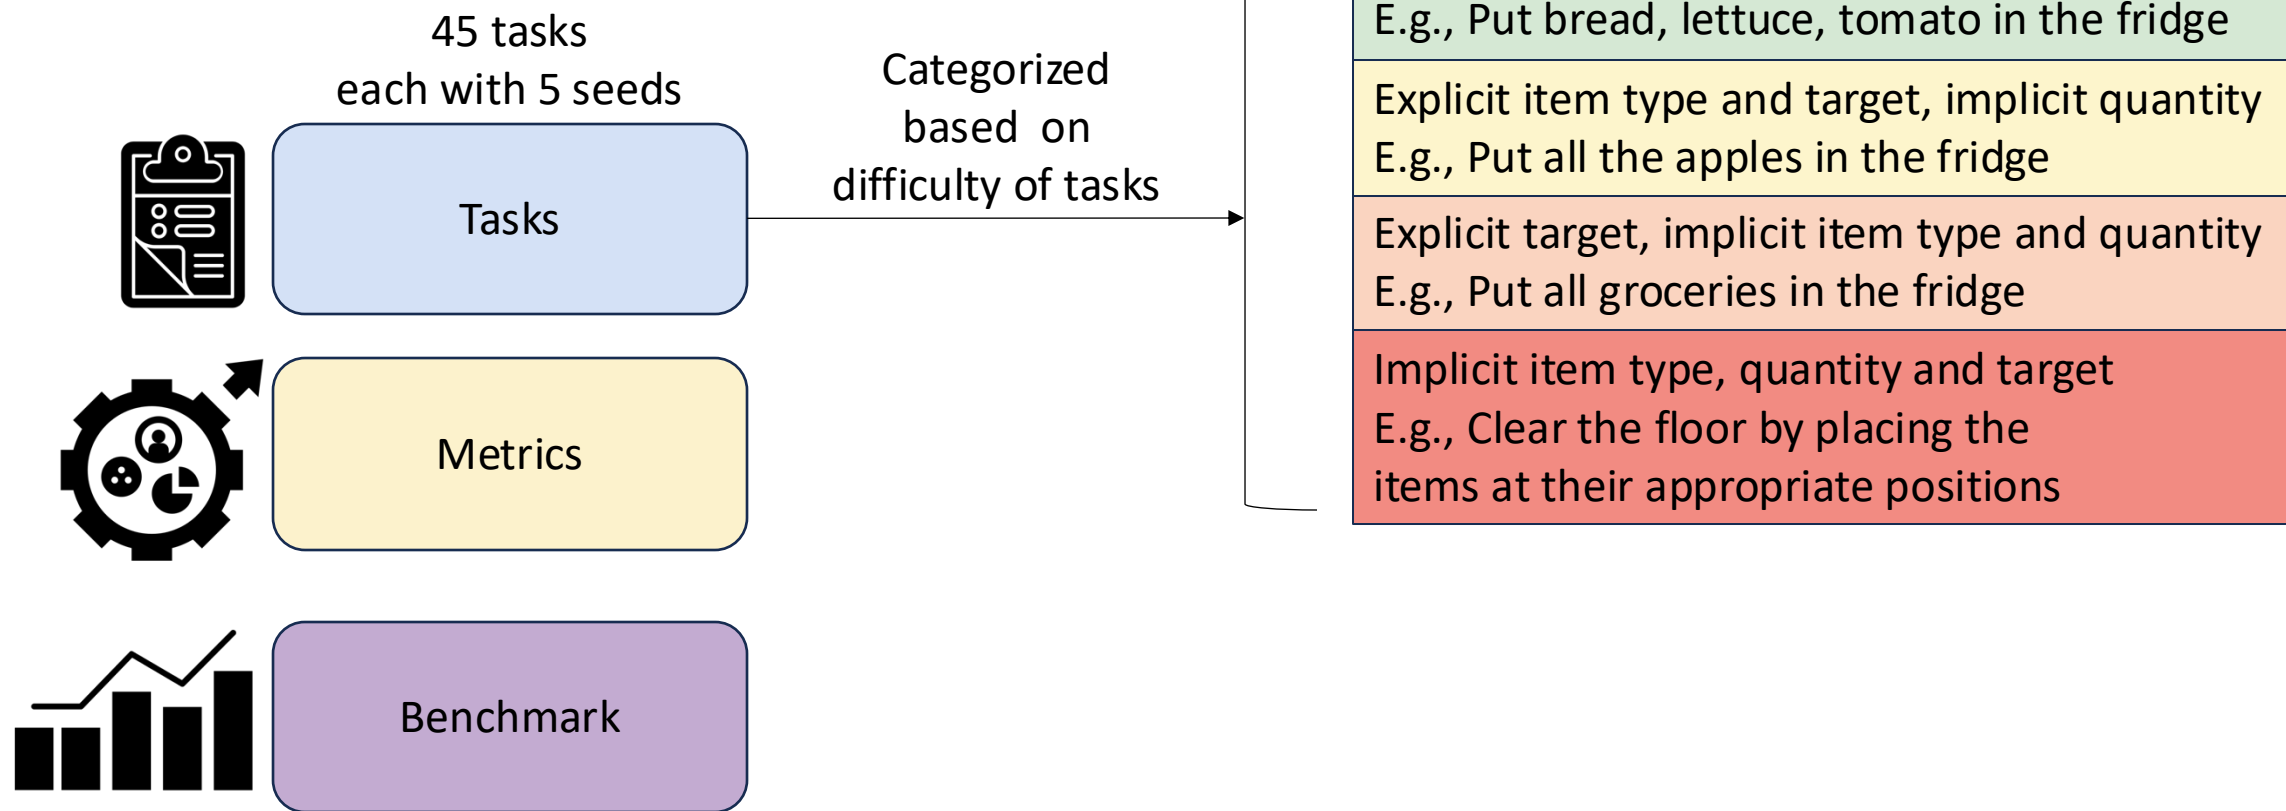 45 tasks
each with 5 seeds
Tasks
Metrics
Benchmark
Categorized
based on
difficulty of tasks
E.g., Put bread, lettuce, tomato in the fridge
Explicit item type and target, implicit quantity
E.g., Put all the apples in the fridge
Explicit target, implicit item type and quantity
E.g., Put all groceries in the fridge
Implicit item type, quantity and target
E.g., Clear the floor by placing the
items at their appropriate positions